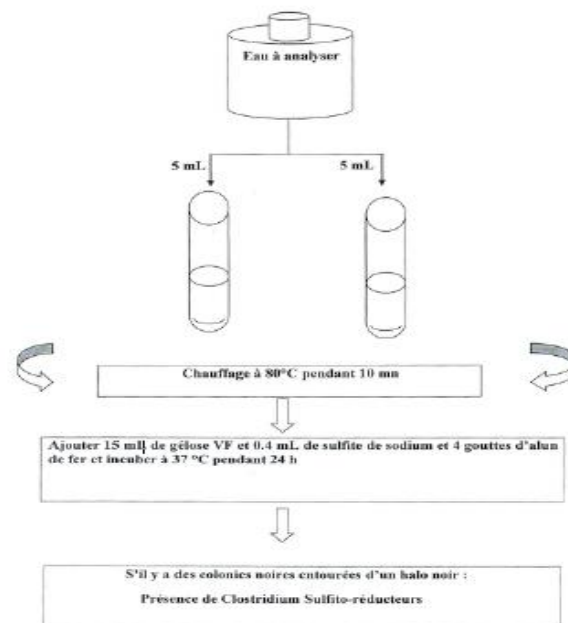 Eau à analyser
5 mL
5 mL
Chauffage à 80°C pendant 10 mn
Ajouter 15 mll de gélose VF et 0.4 mL de sulfite de sodium et 4 gouttes d'alun
de fer et incuber à 37 °C pendant 24 h
S'il y a des colonies noires entourées d'un halo noir :
Présence de Clostridium Sulfito-réducteurs